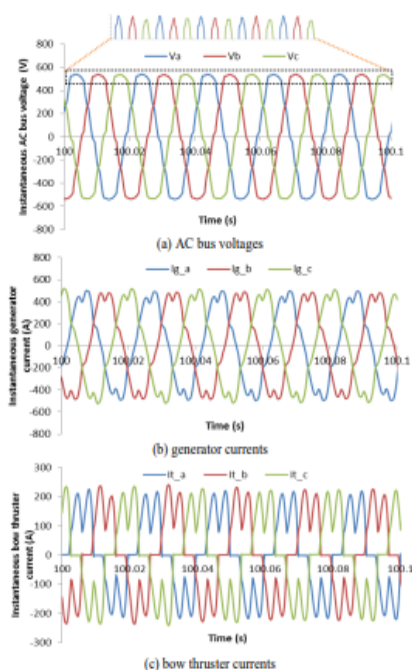 Va Vb Vc
Instantaneous AC bus voltage (V)
800
600
400
200
0
-200
-400
-600
-800
100 100.02 100.04 100.06 100.08 100.1
Time (s)
(a) AC bus voltages
Ig_a Ig_b Ig_c
Instantaneous generator current (A)
800
600
400
200
0
-200
-400
-600
-800
100 100.02 100.04 100.06 100.08 100.1
Time (s)
(b) generator currents
It_a It_b It_c
Instantaneous bow thruster current (A)
300
200
100
0
-100
-200
-300
100 100.02 100.04 100.06 100.08 100.1
Time (s)
(c) bow thruster currents